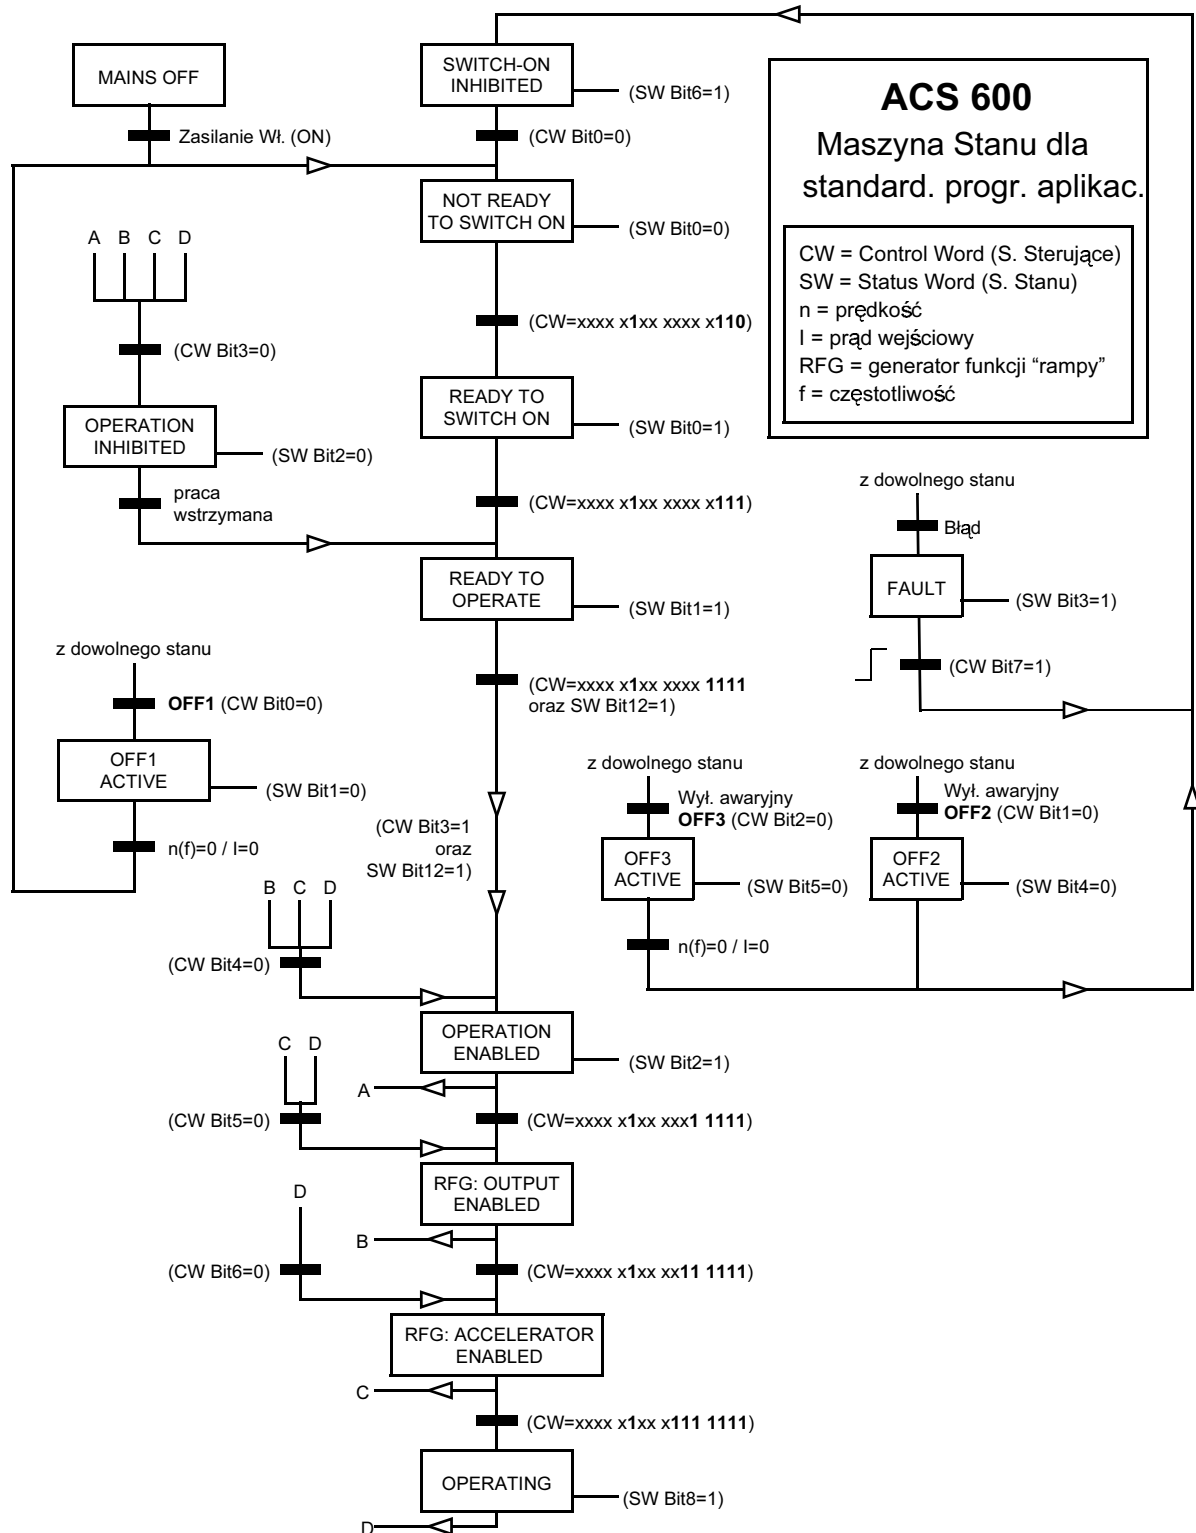 MAINS OFF
Zasilanie Wł. (ON)
SWITCH-ON
INHIBITED
(SW Bit6=1)
(CW Bit0=0)
ACS 600
Maszyna Stanu dla
standard. progr. aplikac.
CW = Control Word (S. Sterujące)
SW = Status Word (S. Stanu)
n = prędkość
I = prąd wejściowy
RFG = generator funkcji “rampy”
f = częstotliwość
NOT READY
TO SWITCH ON
(SW Bit0=0)
A B C D
(CW Bit3=0)
(CW=xxxx x1xx xxxx x110)
OPERATION
INHIBITED
(SW Bit2=0)
praca
wstrzymana
READY TO
SWITCH ON
(SW Bit0=1)
(CW=xxxx x1xx xxxx x111)
z dowolnego stanu
Błąd
FAULT
(SW Bit3=1)
(CW Bit7=1)
READY TO
OPERATE
(SW Bit1=1)
(CW=xxxx x1xx xxxx 1111
oraz SW Bit12=1)
z dowolnego stanu
OFF1 (CW Bit0=0)
OFF1
ACTIVE
(SW Bit1=0)
n(f)=0 / I=0
(CW Bit3=1
oraz
SW Bit12=1)
z dowolnego stanu
Wył. awaryjny
OFF3 (CW Bit2=0)
OFF3
ACTIVE
(SW Bit5=0)
n(f)=0 / I=0
z dowolnego stanu
Wył. awaryjny
OFF2 (CW Bit1=0)
OFF2
ACTIVE
(SW Bit4=0)
B C D
(CW Bit4=0)
OPERATION
ENABLED
(SW Bit2=1)
A
C D
(CW Bit5=0)
(CW=xxxx x1xx xxx1 1111)
RFG: OUTPUT
ENABLED
D
B
(CW Bit6=0)
(CW=xxxx x1xx xx11 1111)
RFG: ACCELERATOR
ENABLED
C
(CW=xxxx x1xx x111 1111)
OPERATING
(SW Bit8=1)
D